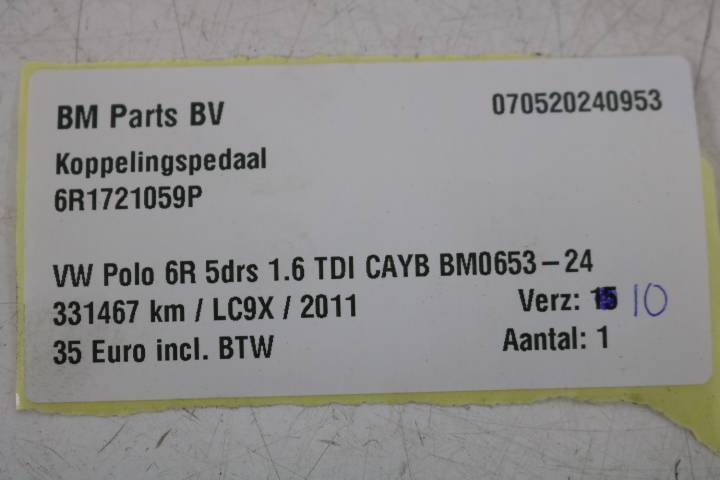 BM Parts BV 070520240953
Koppelingspedaal
6R1721059P
VW Polo 6R 5drs 1.6 TDI CAYB BM0653-24
331467 km / LC9X / 2011 Verz: 15 10
35 Euro incl. BTW Aantal: 1